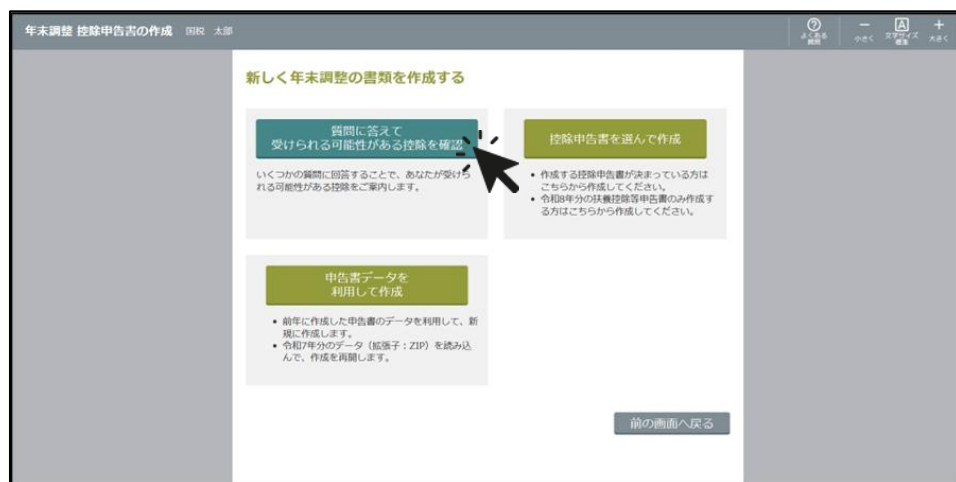 年末調整 控除申告書の作成 国税 太郎
よくある
質問
小さく
文字サイズ
標準
大きく
新しく年末調整の書類を作成する
質問に答えて
受けられる可能性がある控除を確認
いくつかの質問に回答することで、あなたが受けら
れる可能性がある控除をご案内します。
控除申告書を選んで作成
• 作成する控除申告書が決まっている方は
こちらから作成してください。
• 令和8年分の扶養控除等申告書のみ作成す
る方はこちらから作成してください。
申告書データを
利用して作成
• 前年に作成した申告書のデータを利用して、新
規に作成します。
• 令和7年分のデータ（拡張子：ZIP）を読み込
んで、作成を再開します。
前の画面へ戻る